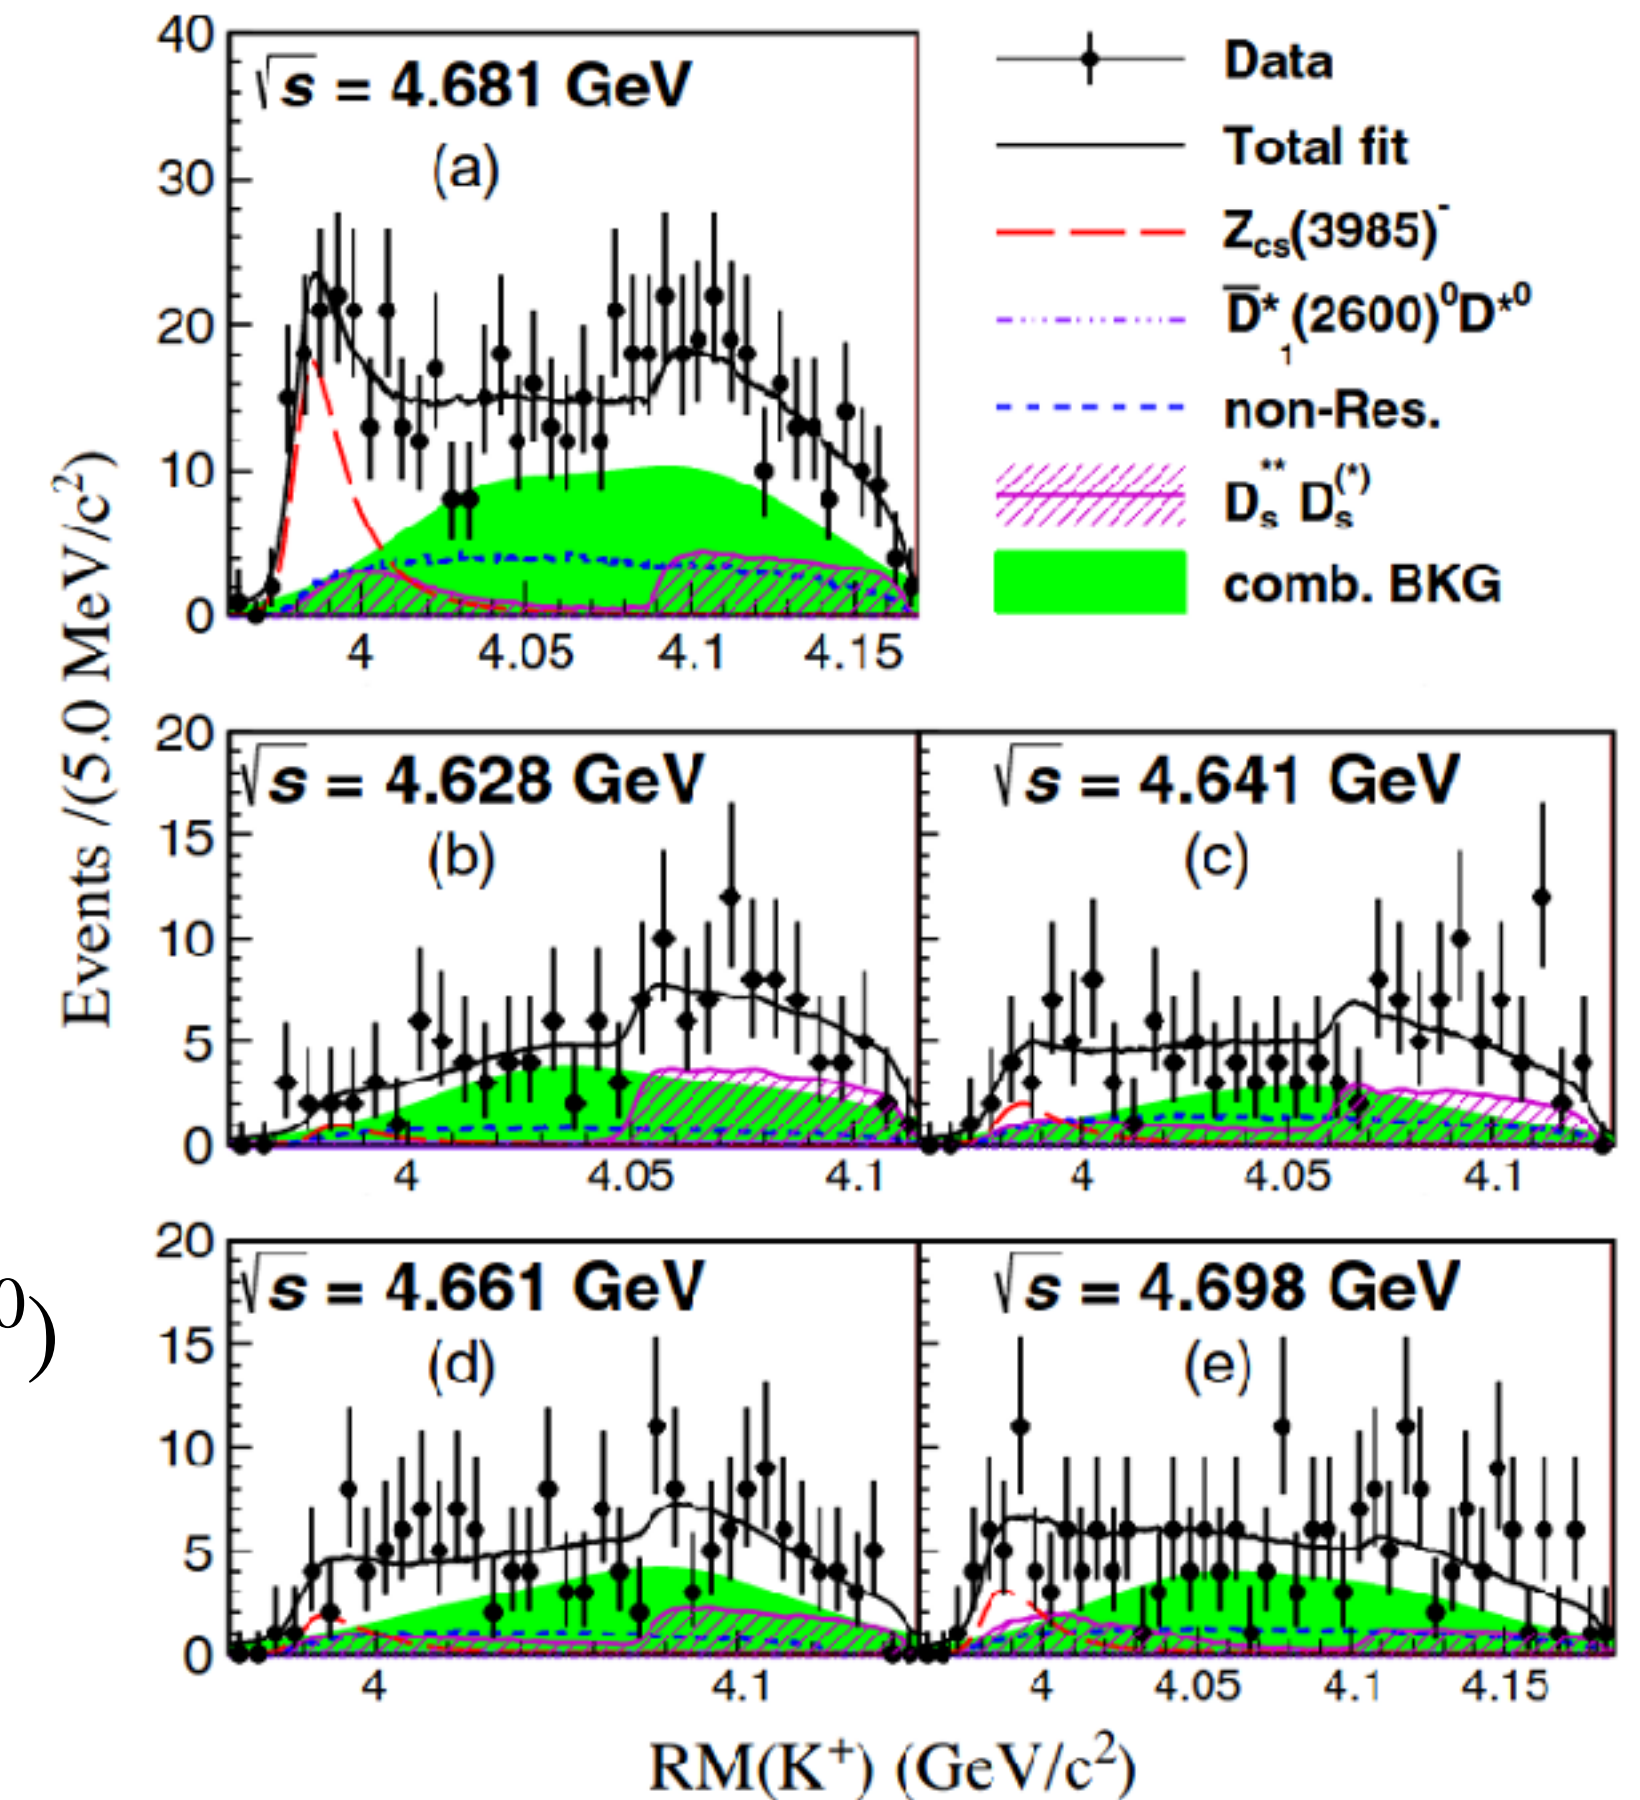 Events /(5.0 MeV/c²)
40
30
20
10
0
√s = 4.681 GeV
(a)
4 4.05 4.1 4.15
Data
Total fit
Zcs(3985)⁻
D̅*₁(2600)⁰D*⁰
non-Res.
Ds**Ds(*)
comb. BKG
20
15
10
5
0
√s = 4.628 GeV
(b)
4 4.05 4.1
√s = 4.641 GeV
(c)
4 4.05 4.1
⁰)
20
15
10
5
0
√s = 4.661 GeV
(d)
4 4.1
√s = 4.698 GeV
(e)
4 4.05 4.1 4.15
RM(K⁺) (GeV/c²)